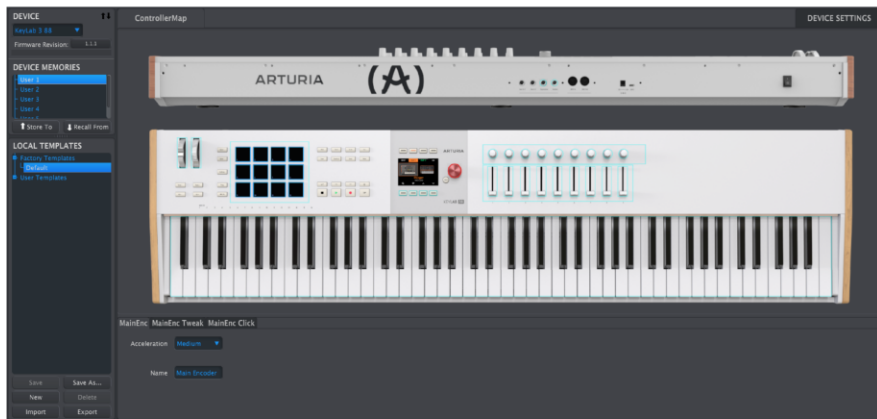 DEVICE
KeyLab 3 88
Firmware Revision:
DEVICE MEMORIES
User 1
User 2
User 3
User 4
Store To
Recall From
LOCAL TEMPLATES
Factory Templates
Default
User Templates
Save
Save As...
New
Delete
Import
Export
ControllerMap
DEVICE SETTINGS
ARTURIA
ARTURIA
MainEnc
MainEnc Tweak
MainEnc Click
Acceleration
Medium
Name
Main Encoder